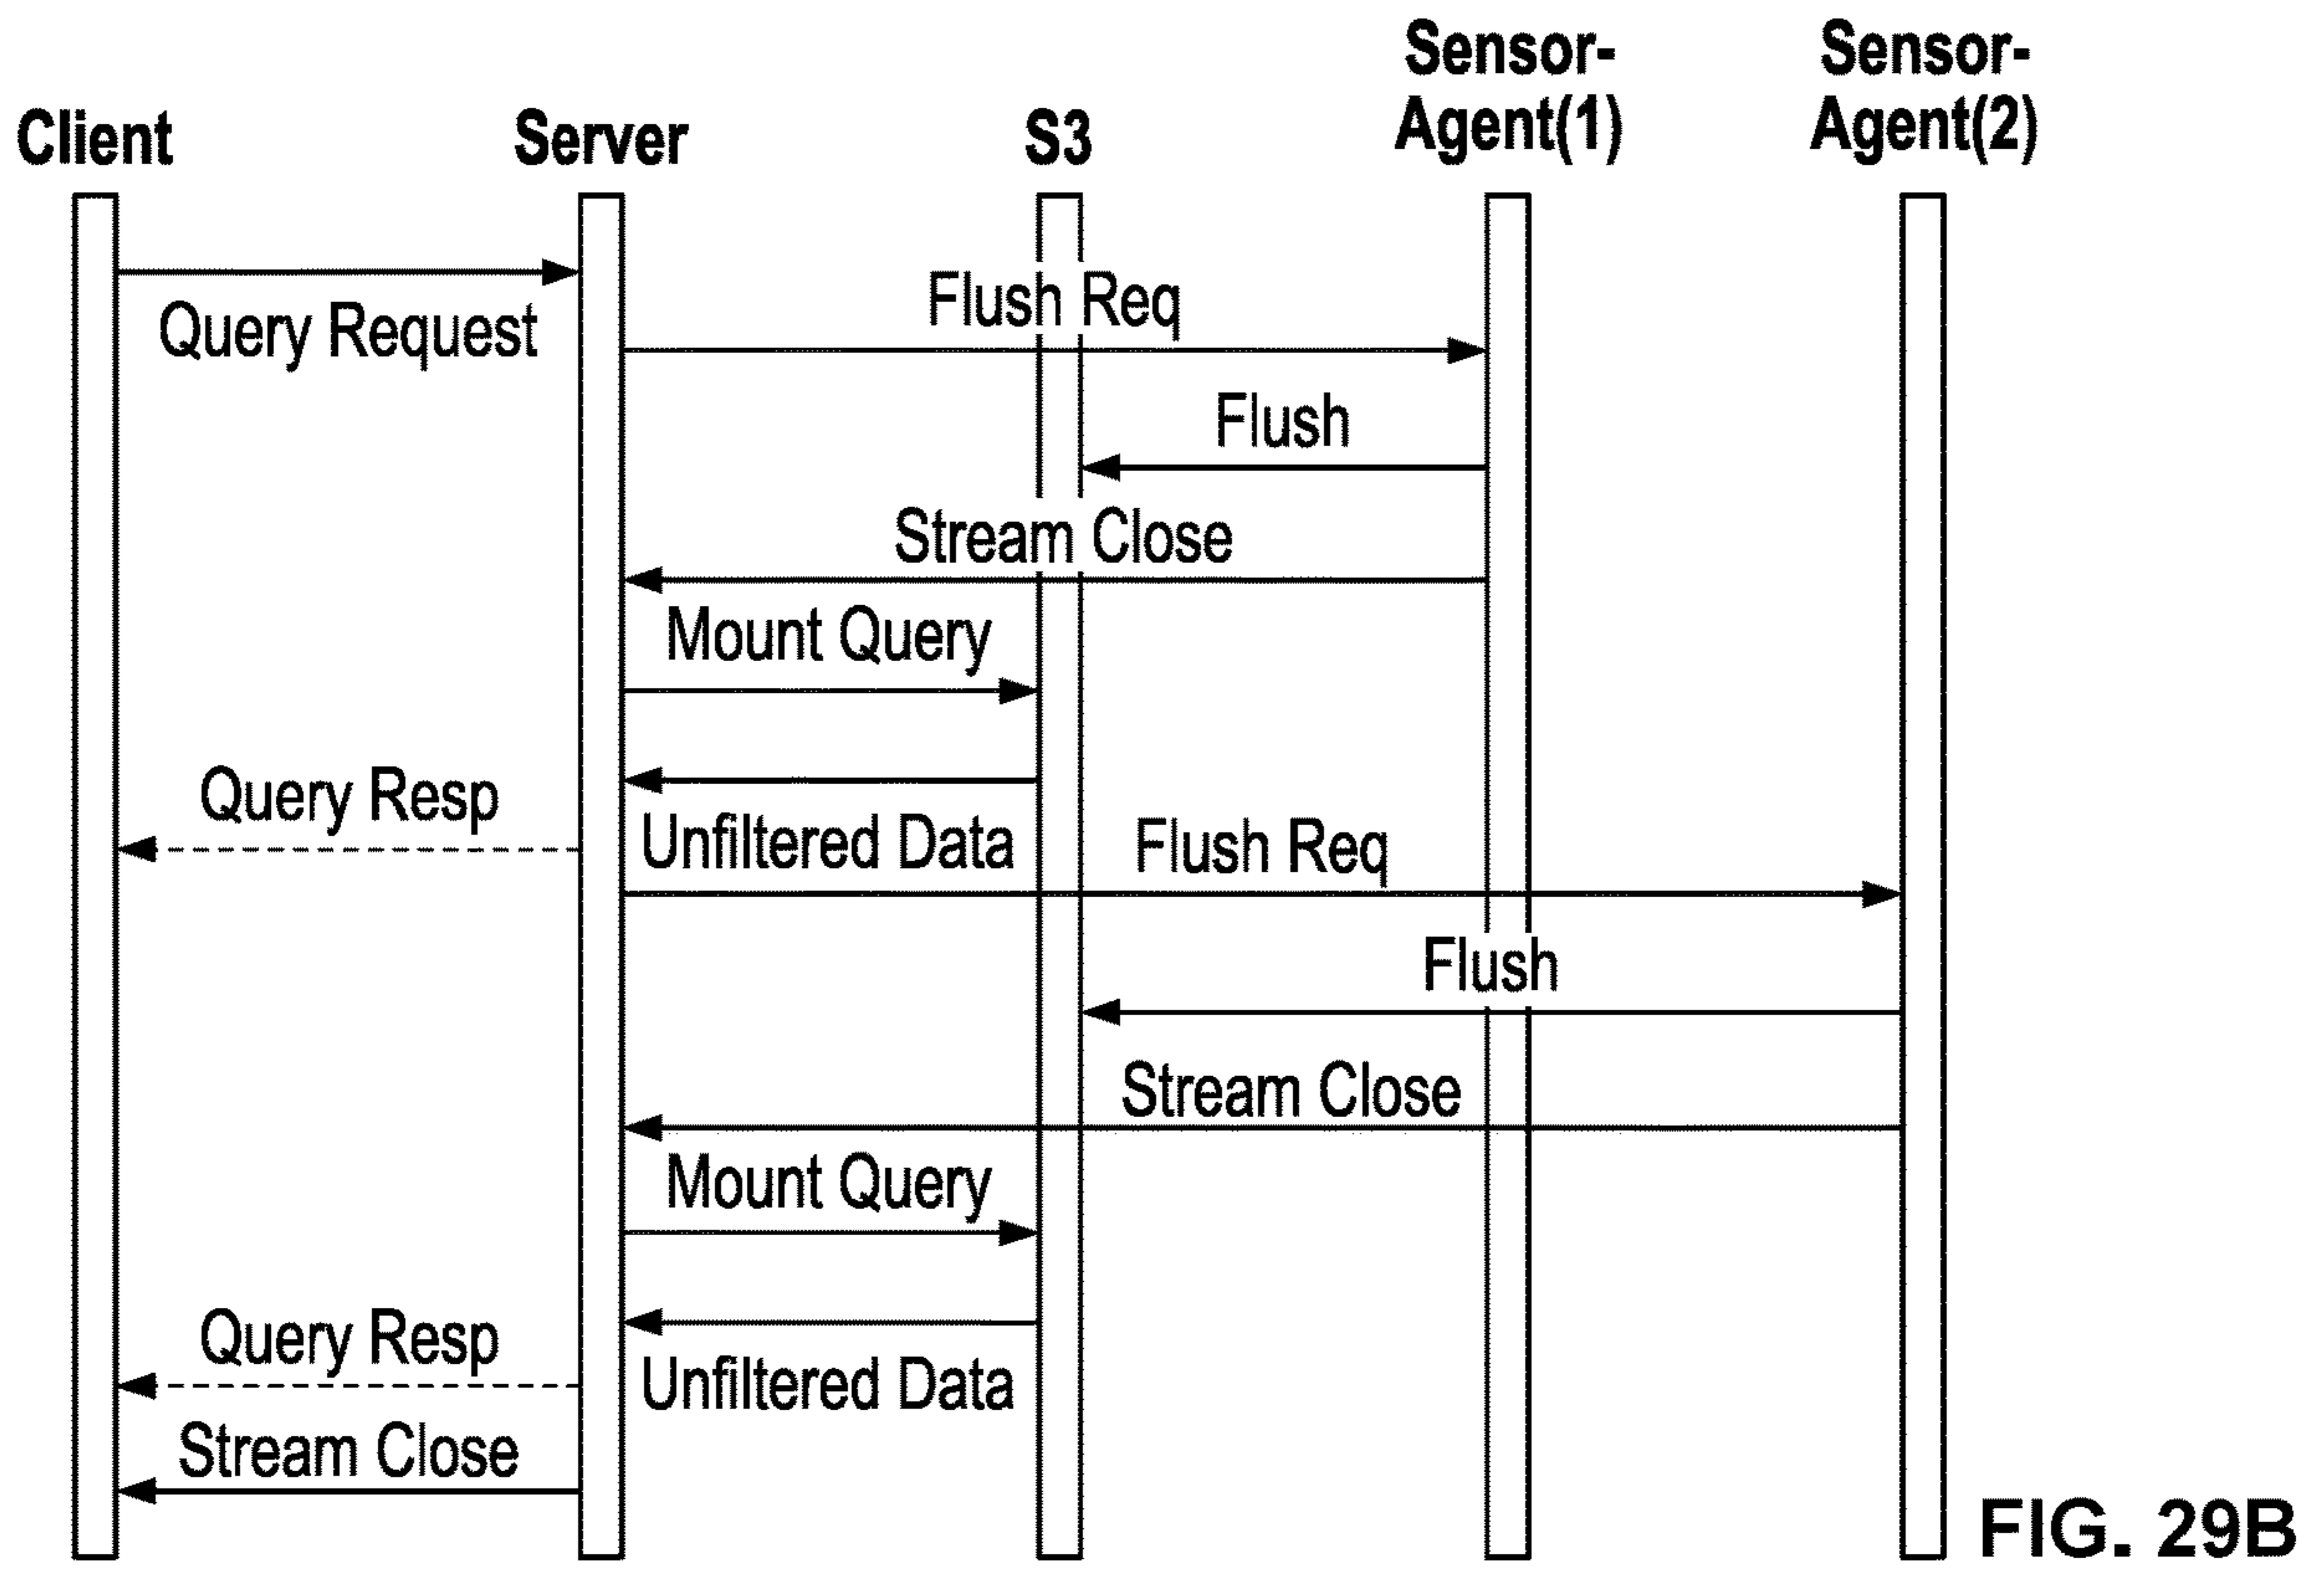 Client
Server
S3
Sensor-
Agent(1)
Sensor-
Agent(2)
Query Request
Flush Req
Flush
Stream Close
Mount Query
Unfiltered Data
Query Resp
Flush Req
Flush
Stream Close
Mount Query
Unfiltered Data
Query Resp
Stream Close
FIG. 29B